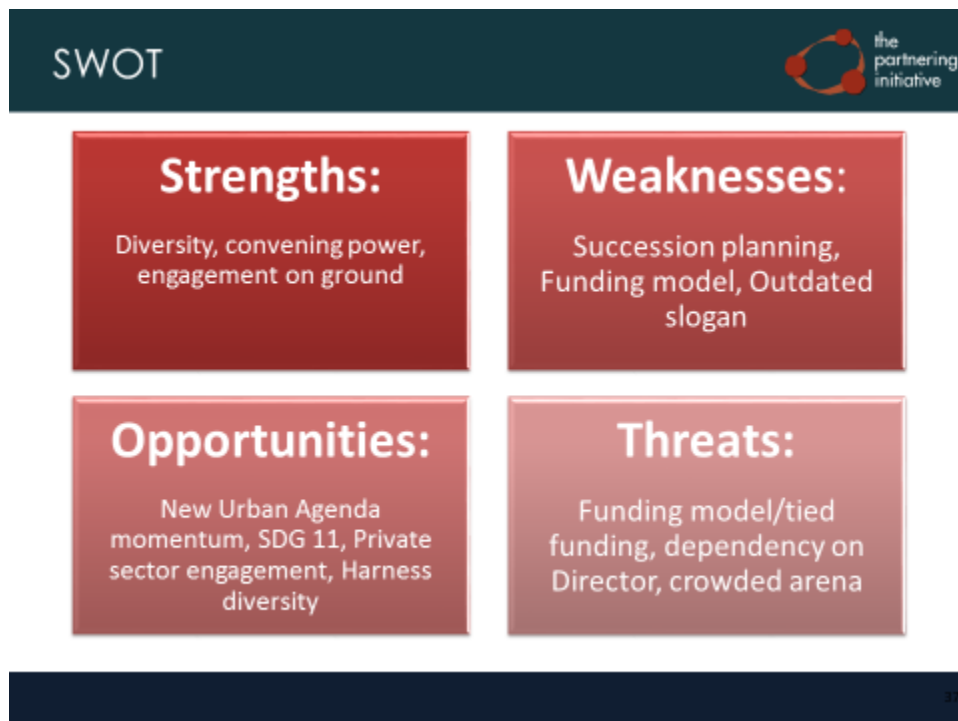 SWOT
the
partnering
initiative
Strengths:
Diversity, convening power,
engagement on ground
Weaknesses:
Succession planning,
Funding model, Outdated
slogan
Opportunities:
New Urban Agenda
momentum, SDG 11, Private
sector engagement, Harness
diversity
Threats:
Funding model/tied
funding, dependency on
Director, crowded arena